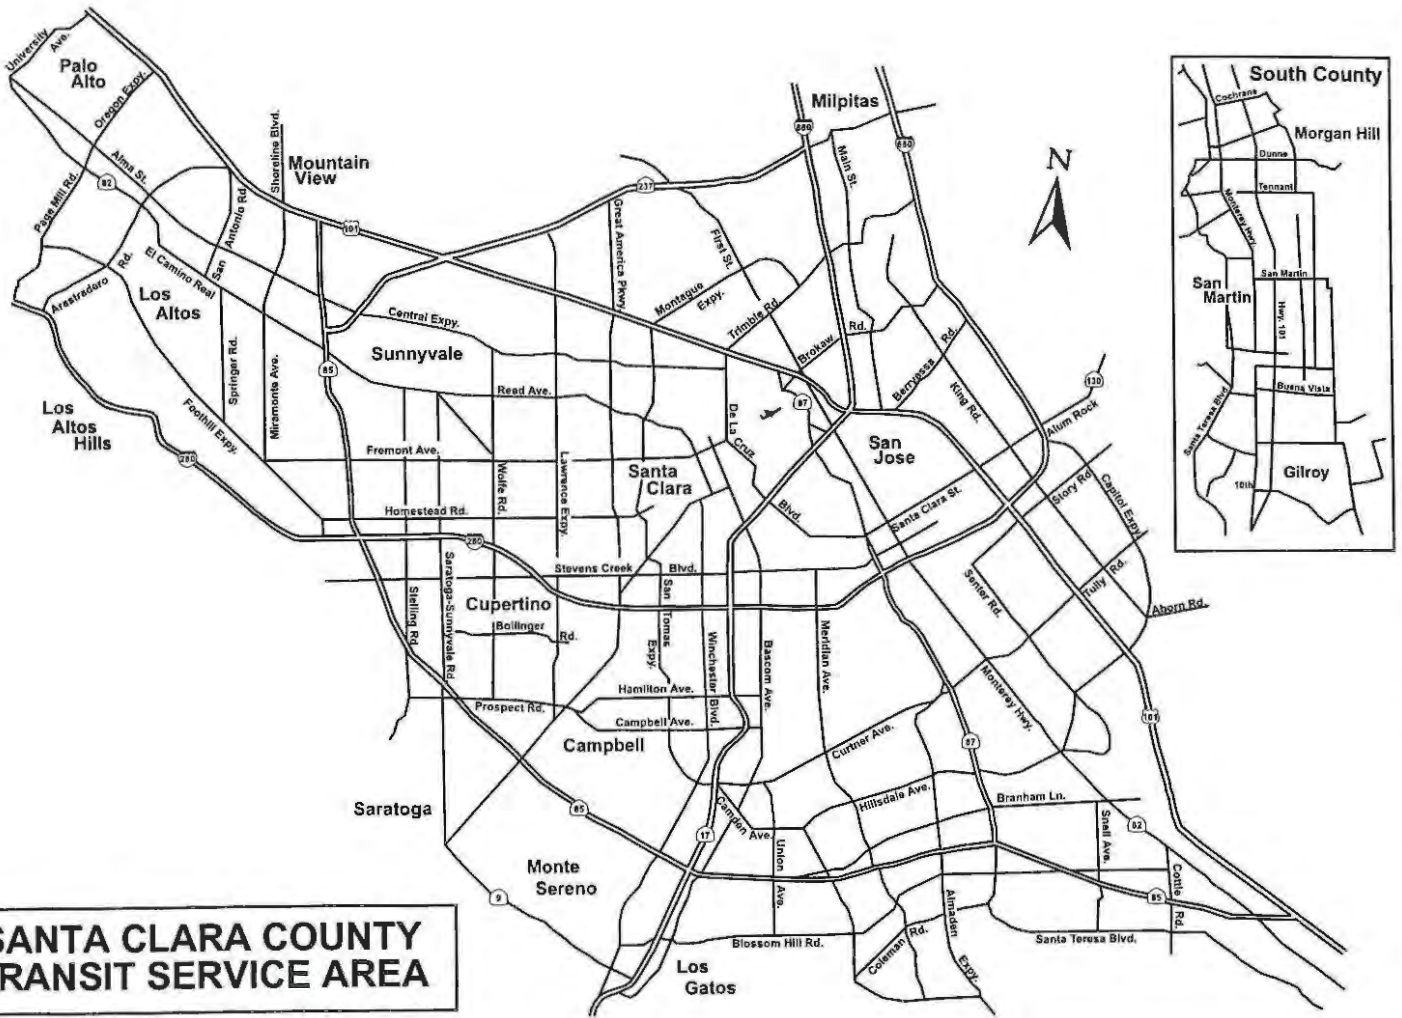 University
Ave.
Palo
Alto
Oregon Expy.
Alma St.
82
Page Mill Rd.
Shoreline Blvd.
Mountain
View
San
Antonio Rd.
101
237
Great America Pkwy.
First St.
880
Milpitas
Main St.
680
N
Arastradero
Rd.
Los
Altos
El Camino Real
Central Expy.
Montague
Expy.
Trimble Rd.
Brokaw
Rd.
Berryessa
Rd.
King Rd.
Sunnyvale
85
Springer Rd.
Miramonte Ave.
Read Ave.
87
130
Alum Rock
Los
Altos
Hills
280
Foothill Expy.
Fremont Ave.
Wolfe Rd.
Lawrence Expy.
De La
Cruz
Blvd.
Santa
Clara
San
Jose
Santa Clara St.
Story Rd.
Capitol Expy.
Homestead Rd.
280
Stevens Creek
Blvd.
Stelling Rd.
Saratoga-Sunnyvale Rd.
Cupertino
Bollinger
Rd.
San
Tomas
Expy.
Winchester Blvd.
Bascom Ave.
Meridian Ave.
Senter Rd.
Tully
Rd.
Ahorn Rd.
Monterey Hwy.
Hamilton Ave.
Prospect Rd.
Campbell Ave.
Campbell
Curtner Ave.
87
101
Saratoga
85
Camden
Ave.
Hillsdale Ave.
Branham Ln.
82
Snell Ave.
17
Union
Ave.
Monte
Sereno
9
Cottle
Rd.
85
Blossom Hill Rd.
Coleman
Rd.
Almaden
Expy.
Santa Teresa Blvd.
Los
Gatos
South County
Cochrane
Morgan Hill
Dunne
Tennant
Monterey Hwy.
San Martin
San
Martin
Hwy. 101
Buena Vista
Santa Teresa Blvd
Gilroy
10th
SANTA CLARA COUNTY
TRANSIT SERVICE AREA